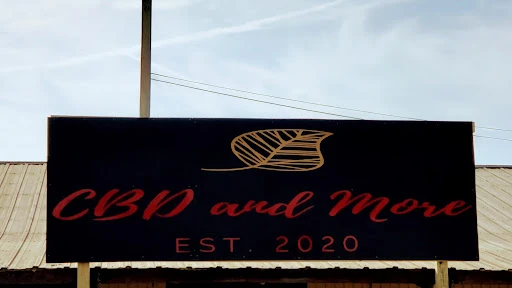 CBD and More
EST. 2020